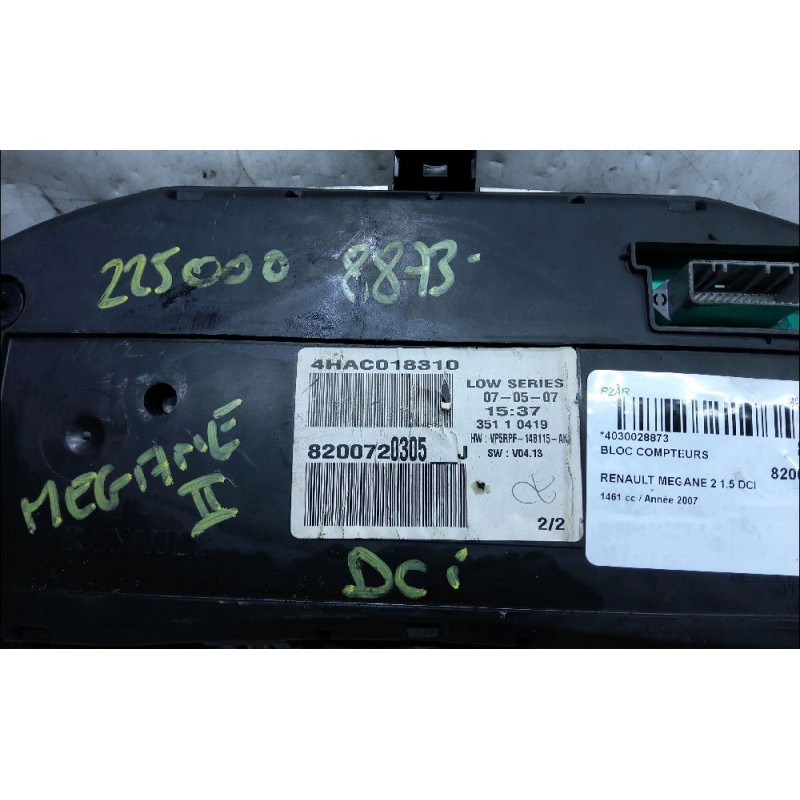 225000 8873-
4HAC018310
LOW SERIES
07-05-07
15:37
351 1 0419
HW : VP5RPF-14B115-AK
SW : V04.13
8200720305 J
2/2
MEGANE
II
DCi
P2AR
*4030028873
BLOC COMPTEURS
RENAULT MEGANE 2 1.5 DCI
1461 cc / Année 2007